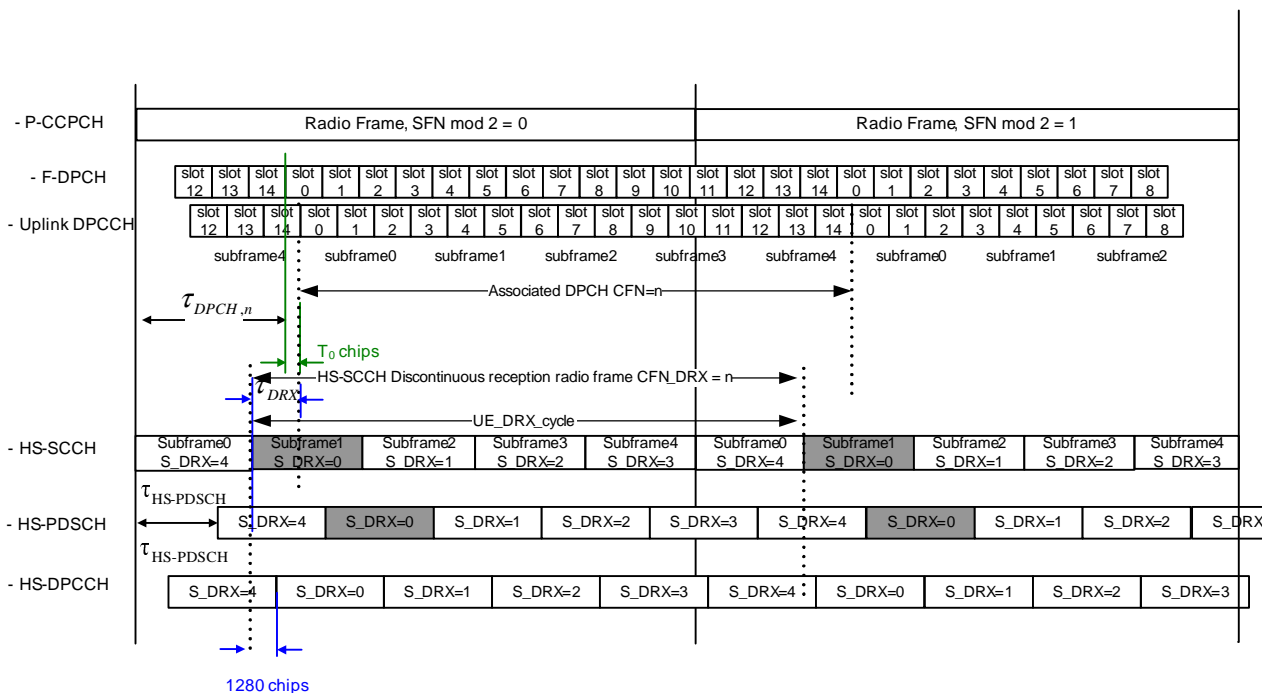 - P-CCPCH
Radio Frame, SFN mod 2 = 0
Radio Frame, SFN mod 2 = 1
- F-DPCH
slot 12 slot 13 slot 14 slot 0 slot 1 slot 2 slot 3 slot 4 slot 5 slot 6 slot 7 slot 8 slot 9 slot 10 slot 11 slot 12 slot 13 slot 14 slot 0 slot 1 slot 2 slot 3 slot 4 slot 5 slot 6 slot 7 slot 8
- Uplink DPCCH
slot 12 slot 13 slot 14 slot 0 slot 1 slot 2 slot 3 slot 4 slot 5 slot 6 slot 7 slot 8 slot 9 slot 10 slot 11 slot 12 slot 13 slot 14 slot 0 slot 1 slot 2 slot 3 slot 4 slot 5 slot 6 slot 7 slot 8
subframe4 subframe0 subframe1 subframe2 subframe3 subframe4 subframe0 subframe1 subframe2
Associated DPCH CFN=n
τDPCH,n
T0 chips
HS-SCCH Discontinuous reception radio frame CFN_DRX = n
τDRX
UE_DRX_cycle
- HS-SCCH
Subframe0 Subframe1 Subframe2 Subframe3 Subframe4 Subframe0 Subframe1 Subframe2 Subframe3 Subframe4
S_DRX=4 S_DRX=0 S_DRX=1 S_DRX=2 S_DRX=3 S_DRX=4 S_DRX=0 S_DRX=1 S_DRX=2 S_DRX=3
τHS-PDSCH
- HS-PDSCH
S_DRX=4 S_DRX=0 S_DRX=1 S_DRX=2 S_DRX=3 S_DRX=4 S_DRX=0 S_DRX=1 S_DRX=2 S_DRX
τHS-PDSCH
- HS-DPCCH
S_DRX=4 S_DRX=0 S_DRX=1 S_DRX=2 S_DRX=3 S_DRX=4 S_DRX=0 S_DRX=1 S_DRX=2 S_DRX=3
1280 chips